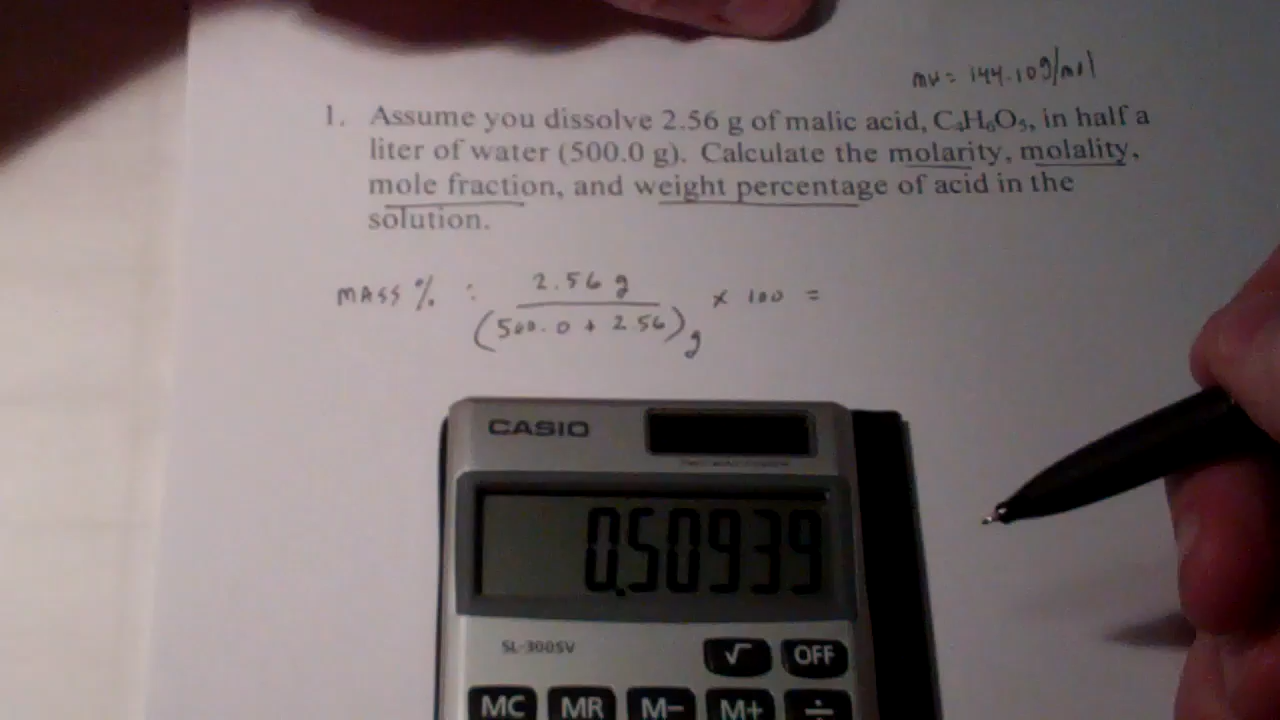 mw = 144.10g/mol
1. Assume you dissolve 2.56 g of malic acid, C₄H₆O₅, in half a
liter of water (500.0 g). Calculate the molarity, molality,
mole fraction, and weight percentage of acid in the
solution.
MASS % : 2.56 g
(500.0 + 2.56) g × 100 =
CASIO
0.50939
SL-300SV
√ OFF
MC MR M− M+ ÷